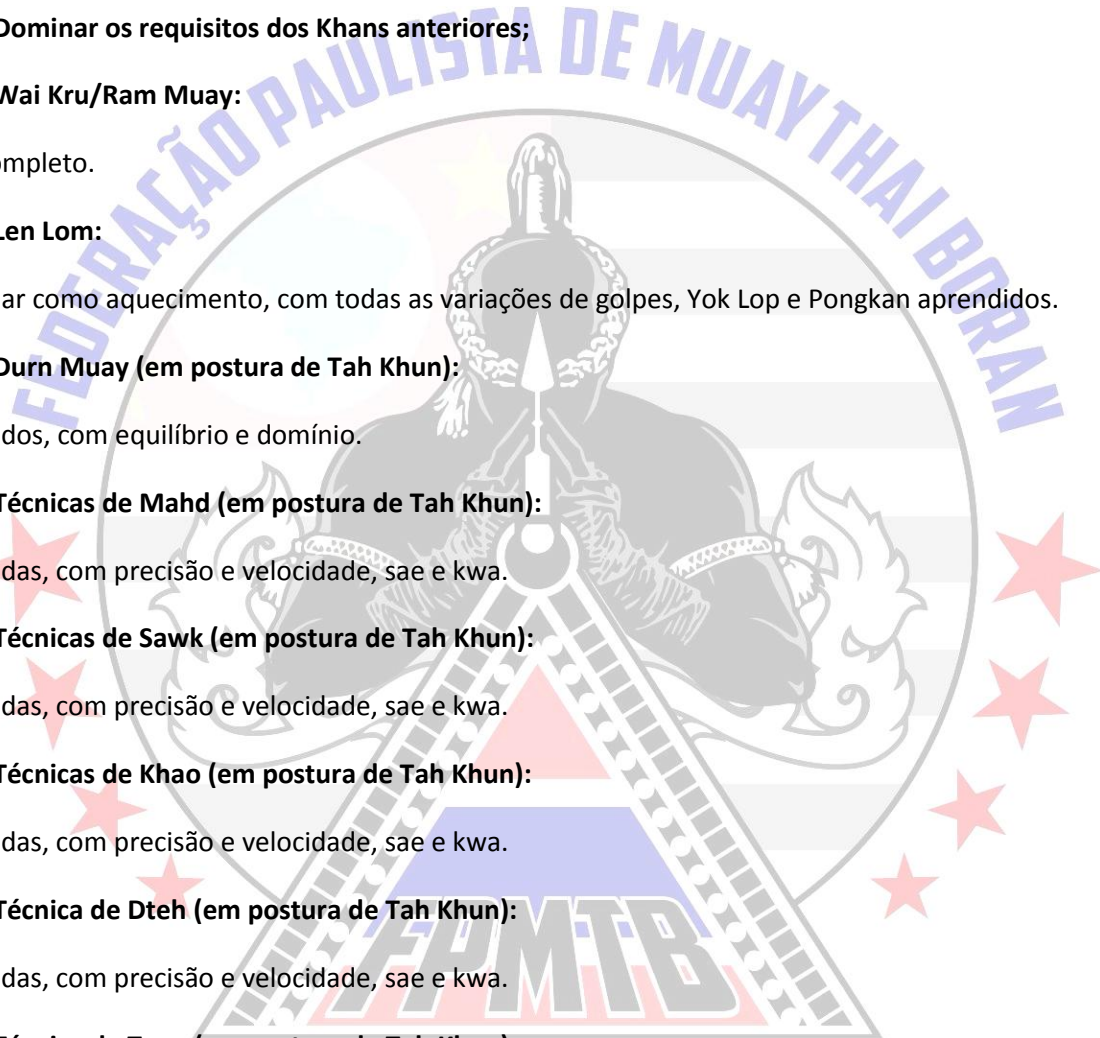 Dominar os requisitos dos Khans anteriores;
FEDERAÇÃO PAULISTA DE MUAYTHAI BORAN
Wai Kru/Ram Muay:
ompleto.
Len Lom:
ar como aquecimento, com todas as variações de golpes, Yok Lop e Pongkan aprendidos.
Durn Muay (em postura de Tah Khun):
dos, com equilíbrio e domínio.
Técnicas de Mahd (em postura de Tah Khun):
das, com precisão e velocidade, sae e kwa.
Técnicas de Sawk (em postura de Tah Khun):
das, com precisão e velocidade, sae e kwa.
Técnicas de Khao (em postura de Tah Khun):
das, com precisão e velocidade, sae e kwa.
Técnica de Dteh (em postura de Tah Khun):
FPMTB
das, com precisão e velocidade, sae e kwa.